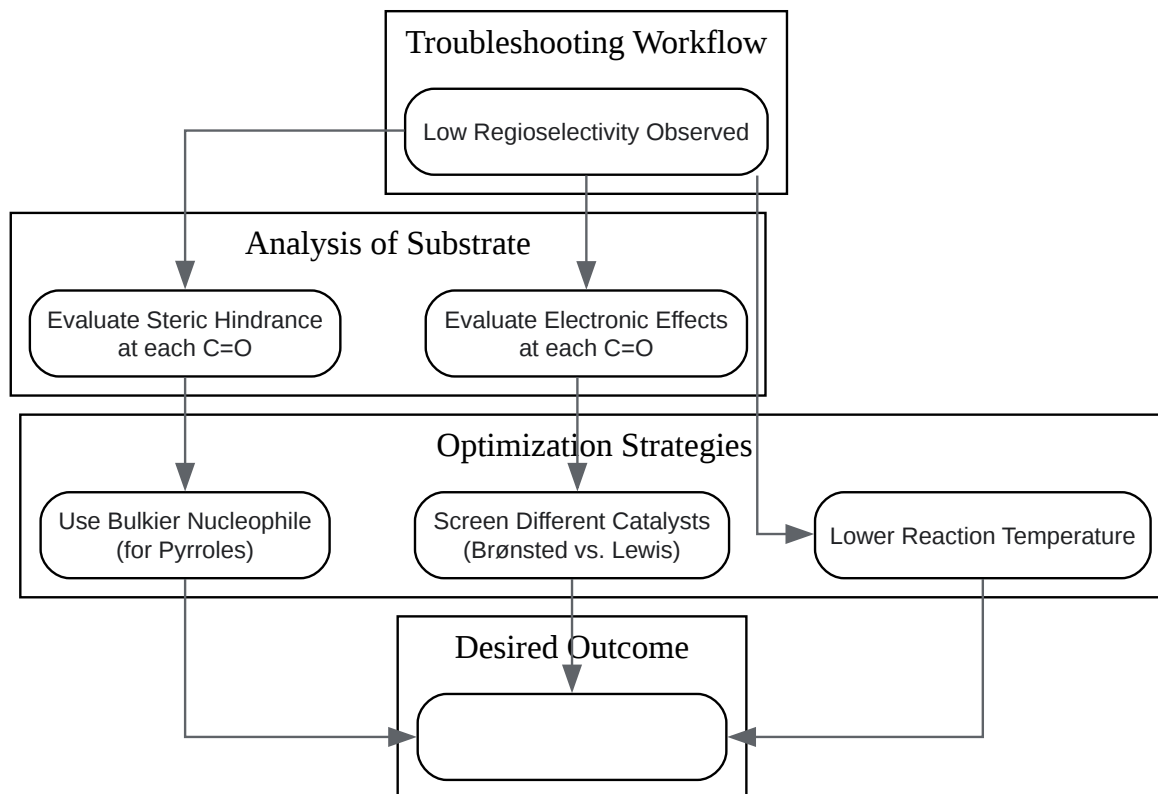 Troubleshooting Workflow
Low Regioselectivity Observed
Analysis of Substrate
Evaluate Steric Hindrance
at each C=O
Evaluate Electronic Effects
at each C=O
Optimization Strategies
Use Bulkier Nucleophile
(for Pyrroles)
Screen Different Catalysts
(Brønsted vs. Lewis)
Lower Reaction Temperature
Desired Outcome